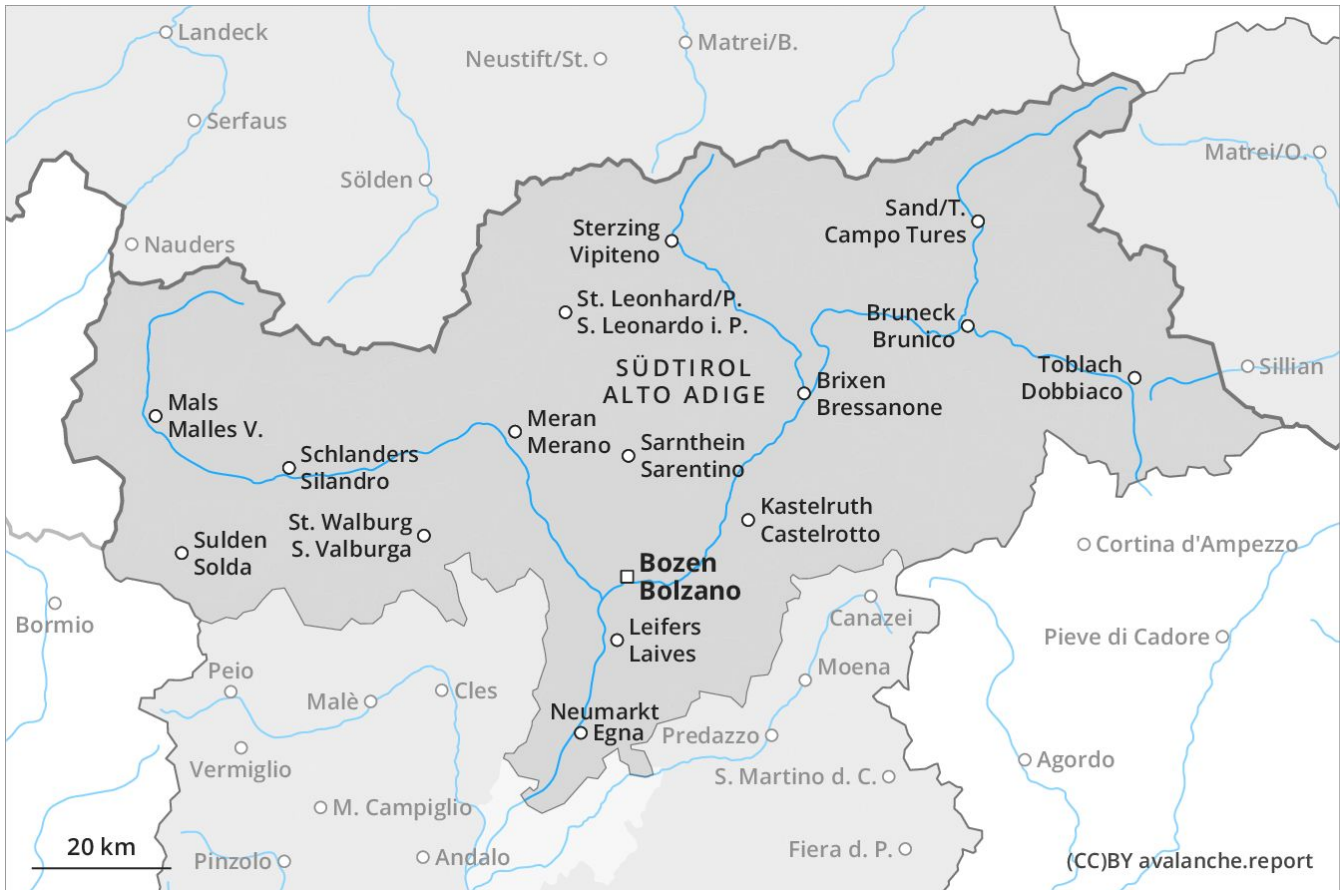 Landeck
Neustift/St.
Matrei/B.
Serfaus
Sölden
Matrei/O.
Nauders
Sand/T.
Campo Tures
Sterzing
Vipiteno
St. Leonhard/P.
S. Leonardo i. P.
Bruneck
Brunico
SÜDTIROL
ALTO ADIGE
Toblach
Dobbiaco
Sillian
Brixen
Bressanone
Mals
Malles V.
Meran
Merano
Sarnthein
Sarentino
Schlanders
Silandro
Kastelruth
Castelrotto
St. Walburg
S. Valburga
Sulden
Solda
Cortina d'Ampezzo
Bozen
Bolzano
Bormio
Canazei
Leifers
Laives
Pieve di Cadore
Peio
Moena
Malè
Cles
Neumarkt
Egna
Predazzo
Vermiglio
S. Martino d. C.
Agordo
M. Campiglio
20 km
Pinzolo
Andalo
Fiera d. P.
(CC)BY avalanche.report